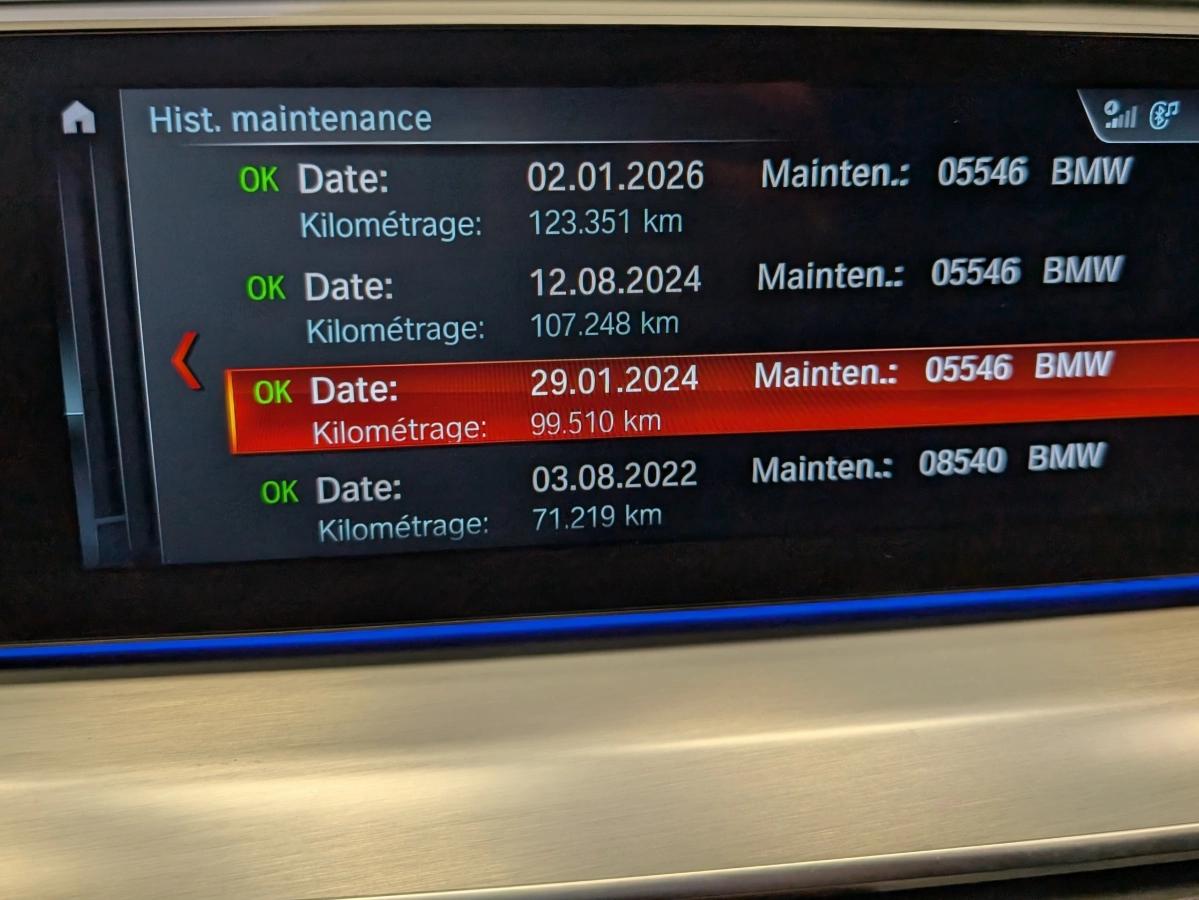 Hist. maintenance
OK Date: 02.01.2026 Mainten.: 05546 BMW
Kilométrage: 123.351 km
OK Date: 12.08.2024 Mainten.: 05546 BMW
Kilométrage: 107.248 km
OK Date: 29.01.2024 Mainten.: 05546 BMW
Kilométrage: 99.510 km
OK Date: 03.08.2022 Mainten.: 08540 BMW
Kilométrage: 71.219 km